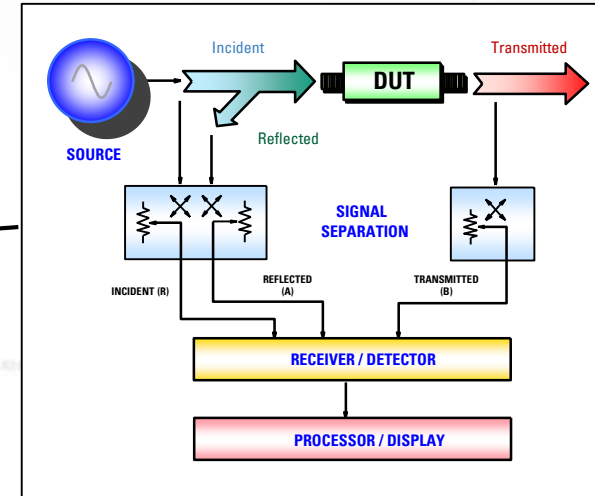 Incident
Transmitted
DUT
Reflected
SOURCE
SIGNAL
SEPARATION
INCIDENT (R)
REFLECTED
(A)
TRANSMITTED
(B)
RECEIVER / DETECTOR
PROCESSOR / DISPLAY